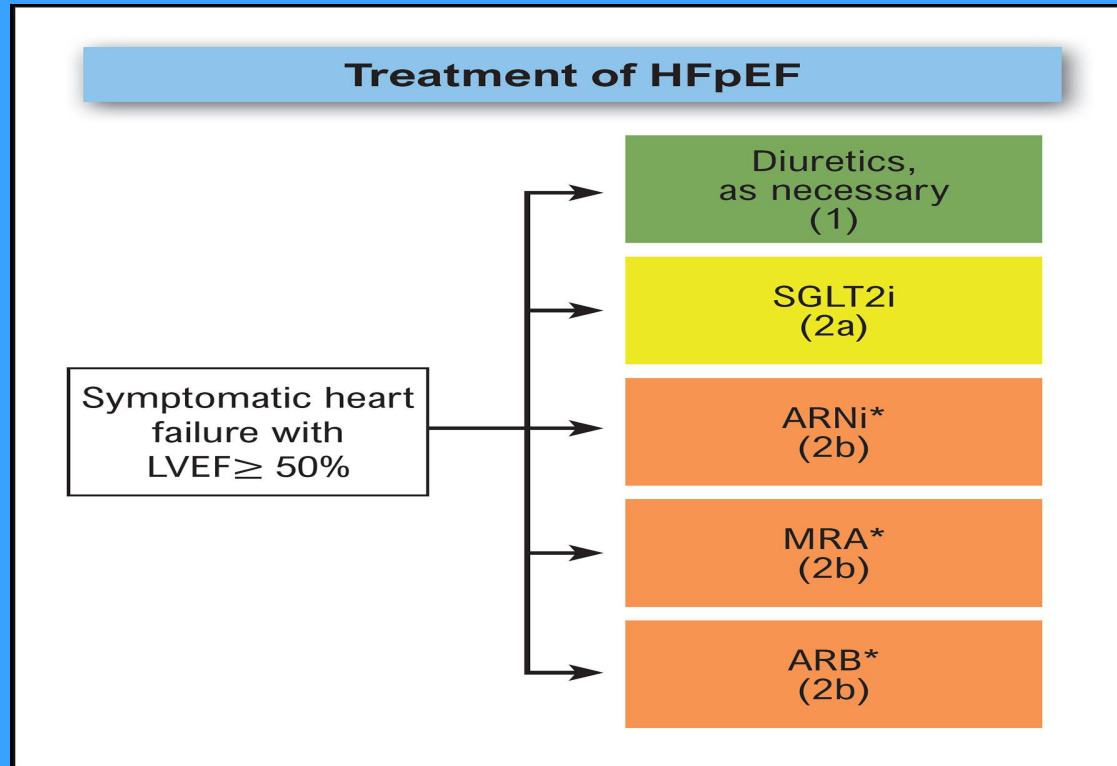 Treatment of HFpEF
Symptomatic heart
failure with
LVEF≥ 50%
Diuretics,
as necessary
(1)
SGLT2i
(2a)
ARNi*
(2b)
MRA*
(2b)
ARB*
(2b)